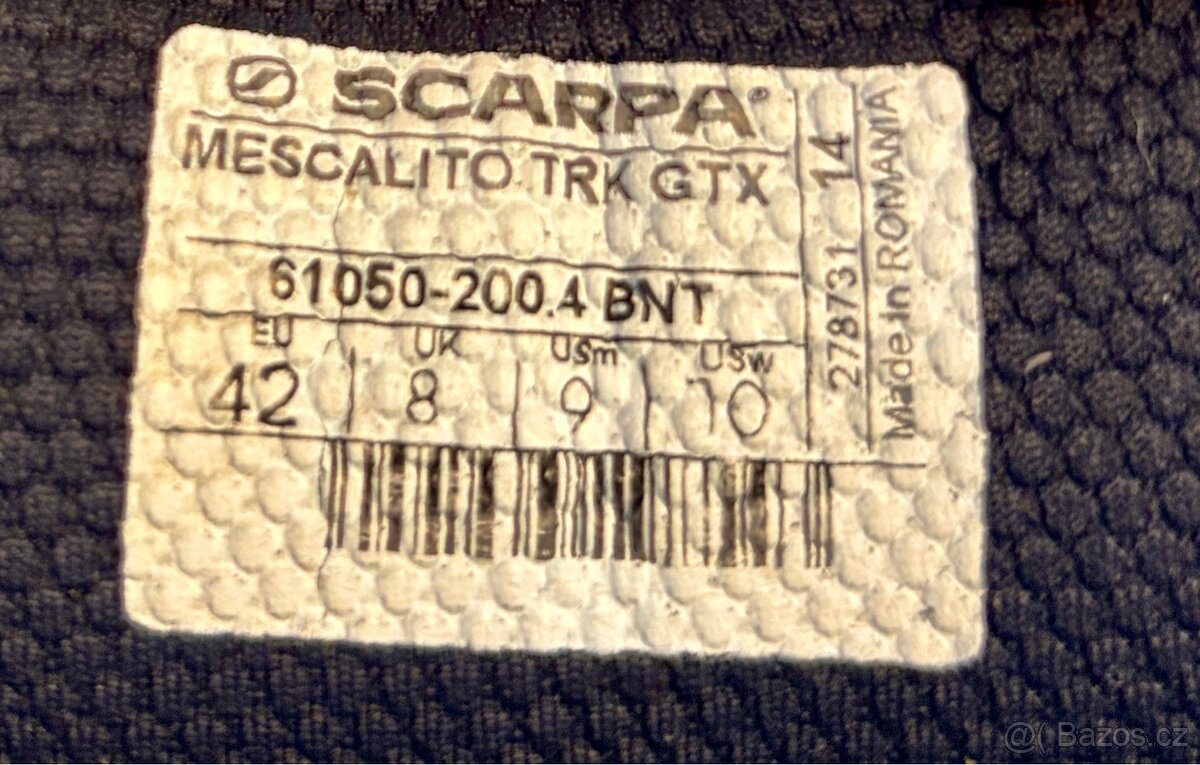 SCARPA®
MESCALITO TRK GTX
61050-200.4 BNT
EU UK USm USw
42 8 9 10
278731 14
Made in ROMANIA
@( Bazos.cz